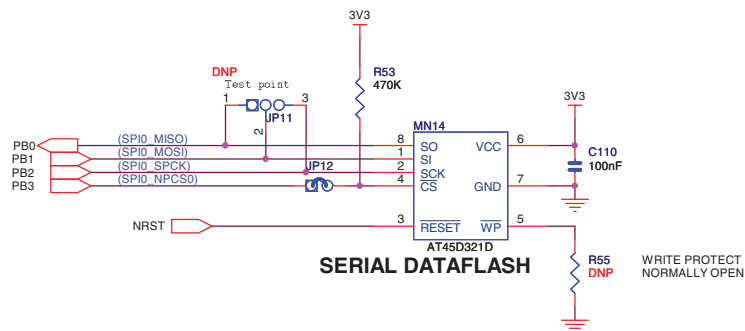 3V3
DNP
Test point
R53
470K
1
3
JP11
2
3V3
MN14
PB0
(SPI0_MISO)
8
SO
VCC
6
PB1
(SPI0_MOSI)
1
SI
C110
100nF
PB2
(SPI0_SPCK)
JP12
2
SCK
PB3
(SPI0_NPCS0)
4
CS
GND
7
NRST
3
RESET
WP
5
AT45D321D
SERIAL DATAFLASH
R55
DNP
WRITE PROTECT
NORMALLY OPEN